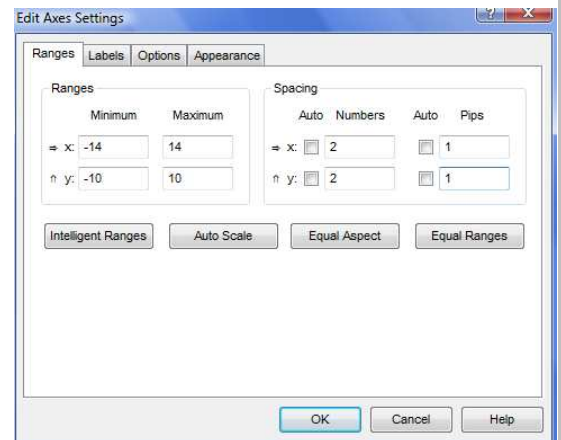 Edit Axes Settings
Ranges Labels Options Appearance
Ranges Spacing
Minimum Maximum Auto Numbers Auto Pips
⇒ x: -14 14 ⇒ x: 2 1
⇑ y: -10 10 ⇑ y: 2 1
Intelligent Ranges Auto Scale Equal Aspect Equal Ranges
OK Cancel Help